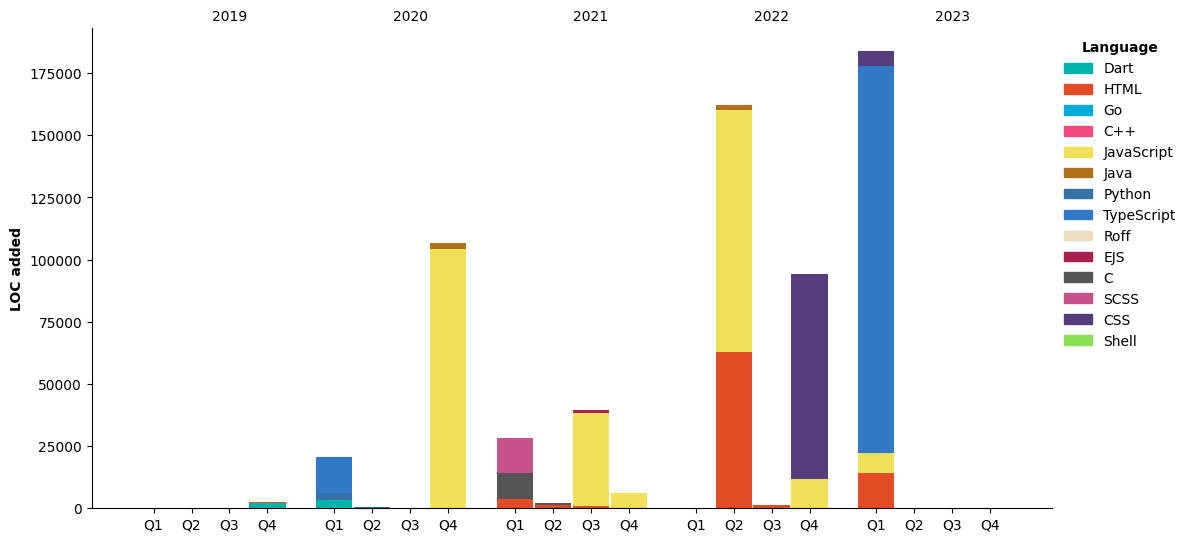 2019 2020 2021 2022 2023
LOC added
175000
150000
125000
100000
75000
50000
25000
0
Q1 Q2 Q3 Q4 Q1 Q2 Q3 Q4 Q1 Q2 Q3 Q4 Q1 Q2 Q3 Q4 Q1 Q2 Q3 Q4
Language
Dart
HTML
Go
C++
JavaScript
Java
Python
TypeScript
Roff
EJS
C
SCSS
CSS
Shell